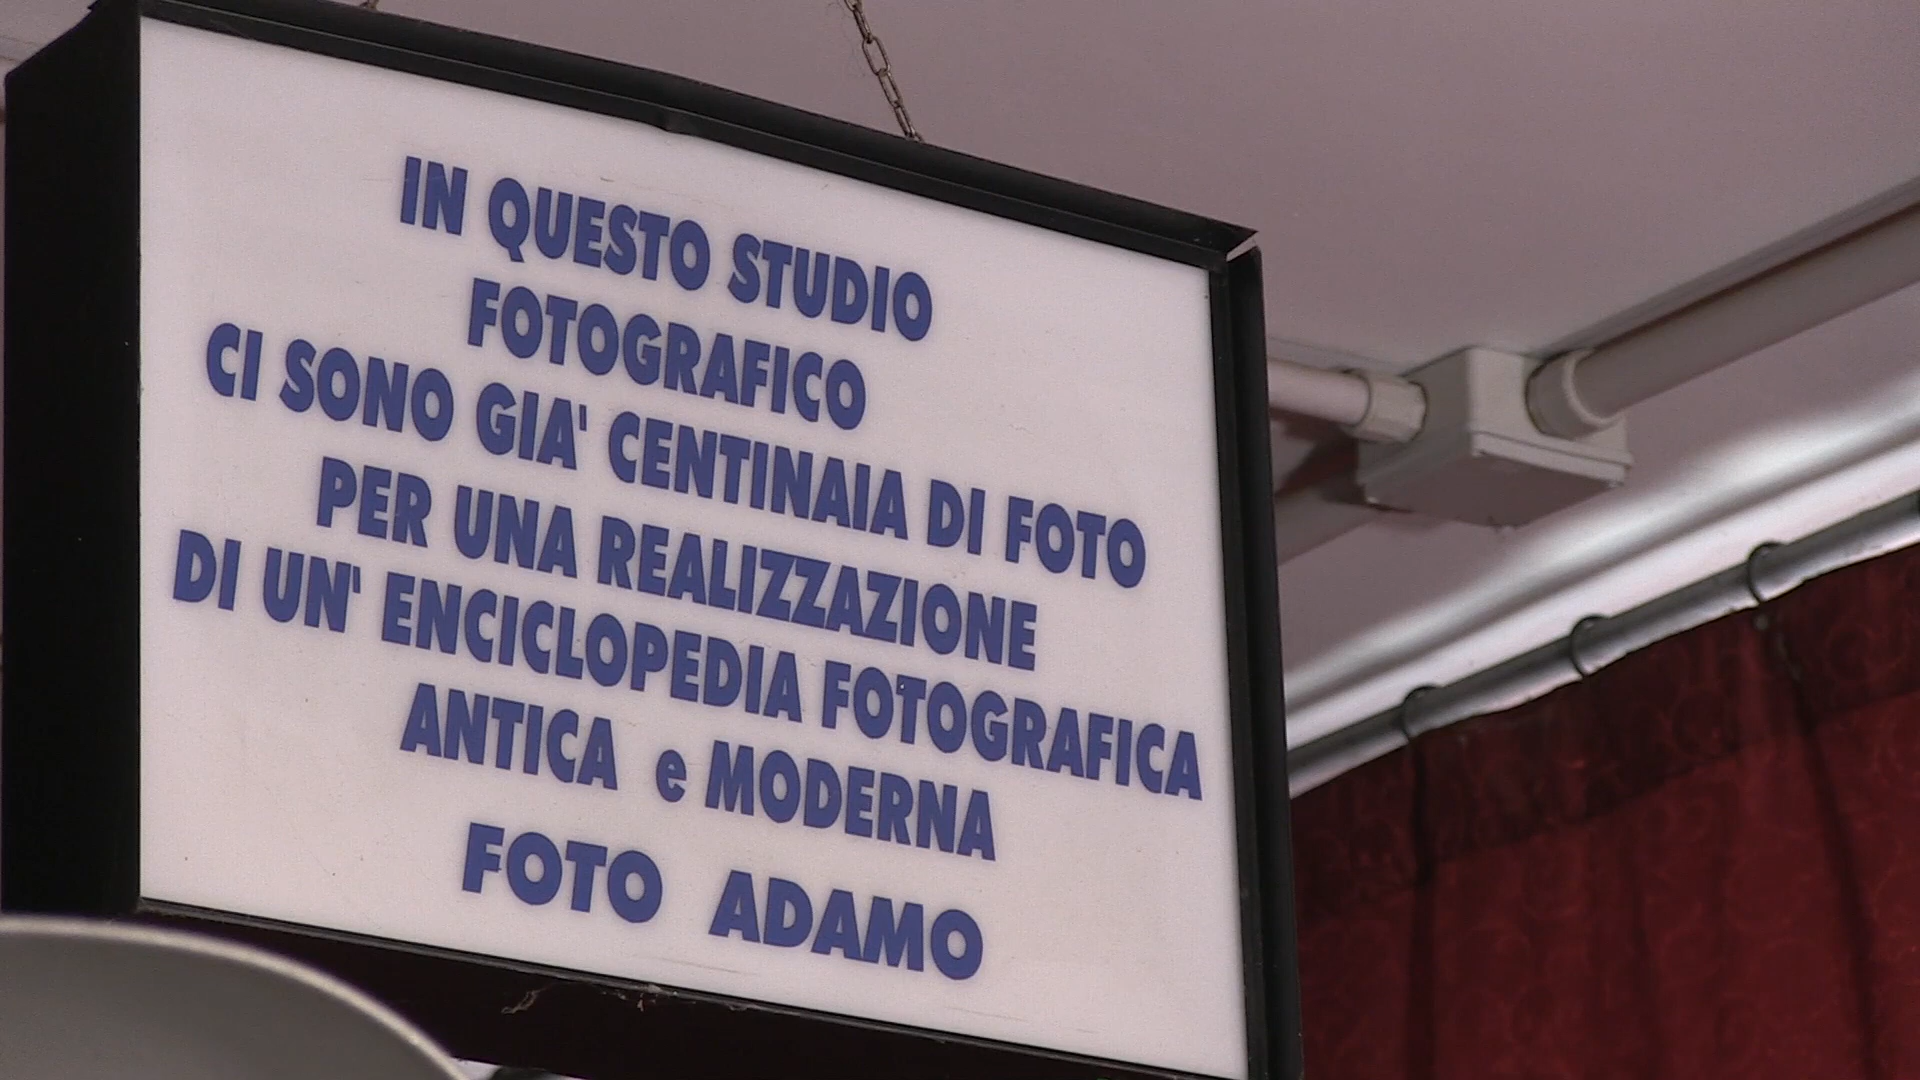 IN QUESTO STUDIO
FOTOGRAFICO
CI SONO GIA' CENTINAIA DI FOTO
PER UNA REALIZZAZIONE
DI UN' ENCICLOPEDIA FOTOGRAFICA
ANTICA e MODERNA
FOTO ADAMO